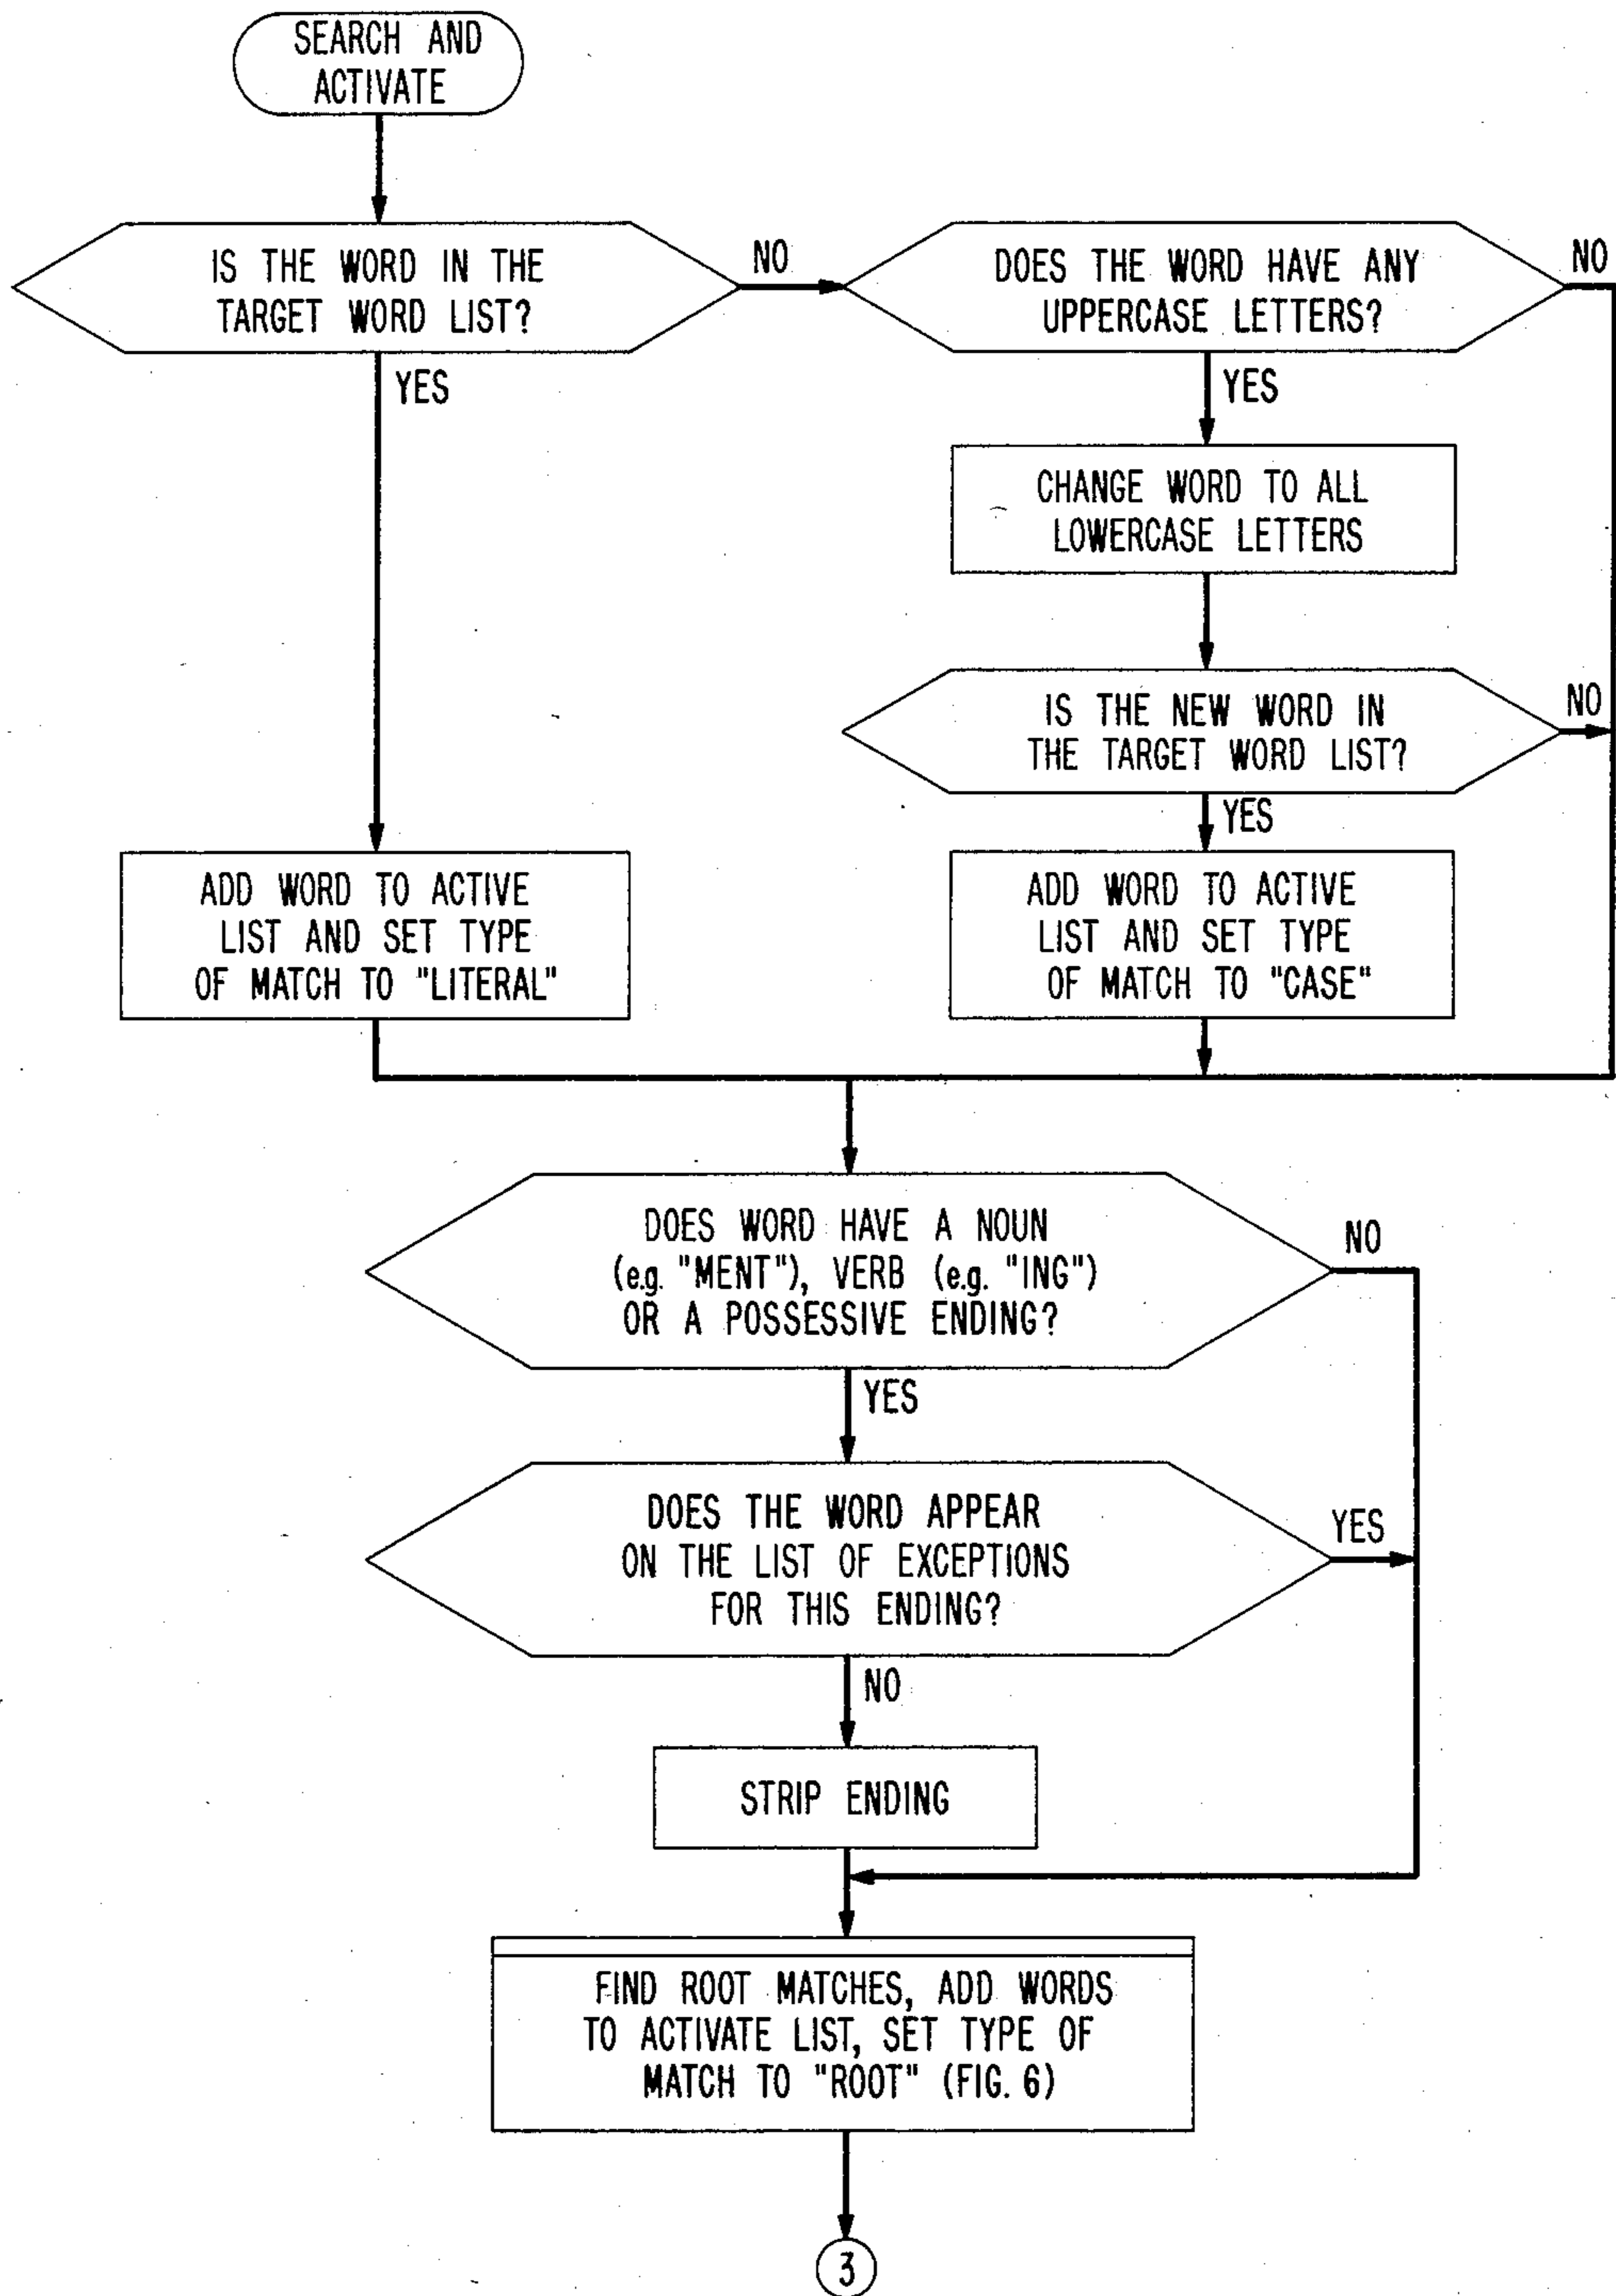 SEARCH AND
ACTIVATE
IS THE WORD IN THE
TARGET WORD LIST?
NO
DOES THE WORD HAVE ANY
UPPERCASE LETTERS?
NO
YES
YES
CHANGE WORD TO ALL
LOWERCASE LETTERS
IS THE NEW WORD IN
THE TARGET WORD LIST?
NO
YES
ADD WORD TO ACTIVE
LIST AND SET TYPE
OF MATCH TO "LITERAL"
ADD WORD TO ACTIVE
LIST AND SET TYPE
OF MATCH TO "CASE"
DOES WORD HAVE A NOUN
(e.g. "MENT"), VERB (e.g. "ING")
OR A POSSESSIVE ENDING?
NO
YES
DOES THE WORD APPEAR
ON THE LIST OF EXCEPTIONS
FOR THIS ENDING?
YES
NO
STRIP ENDING
FIND ROOT MATCHES, ADD WORDS
TO ACTIVATE LIST, SET TYPE OF
MATCH TO "ROOT" (FIG. 6)
3